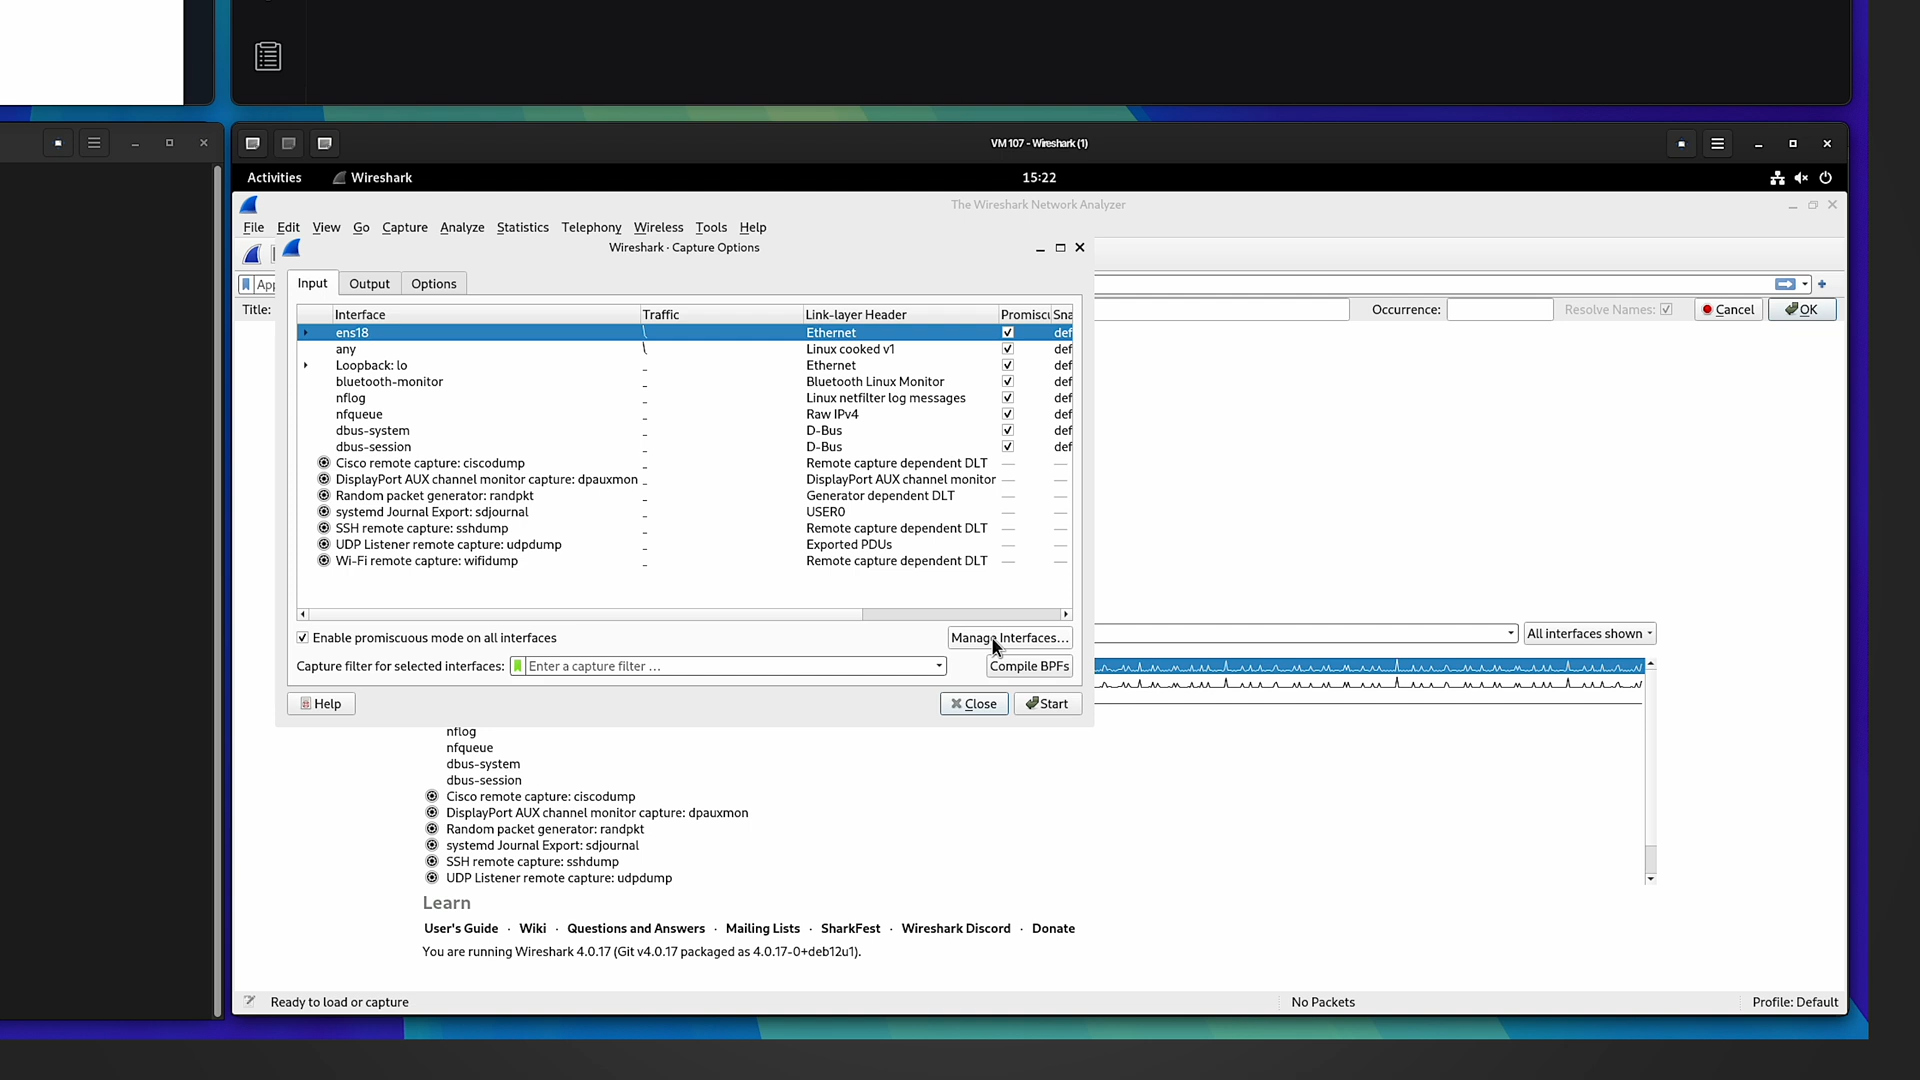 VM 107 - Wireshark (1)
Activities
Wireshark
15:22
The Wireshark Network Analyzer
File Edit View Go Capture Analyze Statistics Telephony Wireless Tools Help
Wireshark · Capture Options
Input Output Options
App
Title:
Occurrence:
Resolve Names:
Cancel
OK
Interface Traffic Link-layer Header Promiscu Sna
ens18 Ethernet def
any Linux cooked v1 def
Loopback: lo Ethernet def
bluetooth-monitor Bluetooth Linux Monitor def
nflog Linux netfilter log messages def
nfqueue Raw IPv4 def
dbus-system D-Bus def
dbus-session D-Bus def
Cisco remote capture: ciscodump Remote capture dependent DLT — —
DisplayPort AUX channel monitor capture: dpauxmon DisplayPort AUX channel monitor — —
Random packet generator: randpkt Generator dependent DLT — —
systemd Journal Export: sdjournal USER0 — —
SSH remote capture: sshdump Remote capture dependent DLT — —
UDP Listener remote capture: udpdump Exported PDUs — —
Wi-Fi remote capture: wifidump Remote capture dependent DLT — —
Enable promiscuous mode on all interfaces
Manage Interfaces...
All interfaces shown
Capture filter for selected interfaces: Enter a capture filter ...
Compile BPFs
Help
Close
Start
nflog
nfqueue
dbus-system
dbus-session
Cisco remote capture: ciscodump
DisplayPort AUX channel monitor capture: dpauxmon
Random packet generator: randpkt
systemd Journal Export: sdjournal
SSH remote capture: sshdump
UDP Listener remote capture: udpdump
Learn
User's Guide · Wiki · Questions and Answers · Mailing Lists · SharkFest · Wireshark Discord · Donate
You are running Wireshark 4.0.17 (Git v4.0.17 packaged as 4.0.17-0+deb12u1).
Ready to load or capture
No Packets
Profile: Default